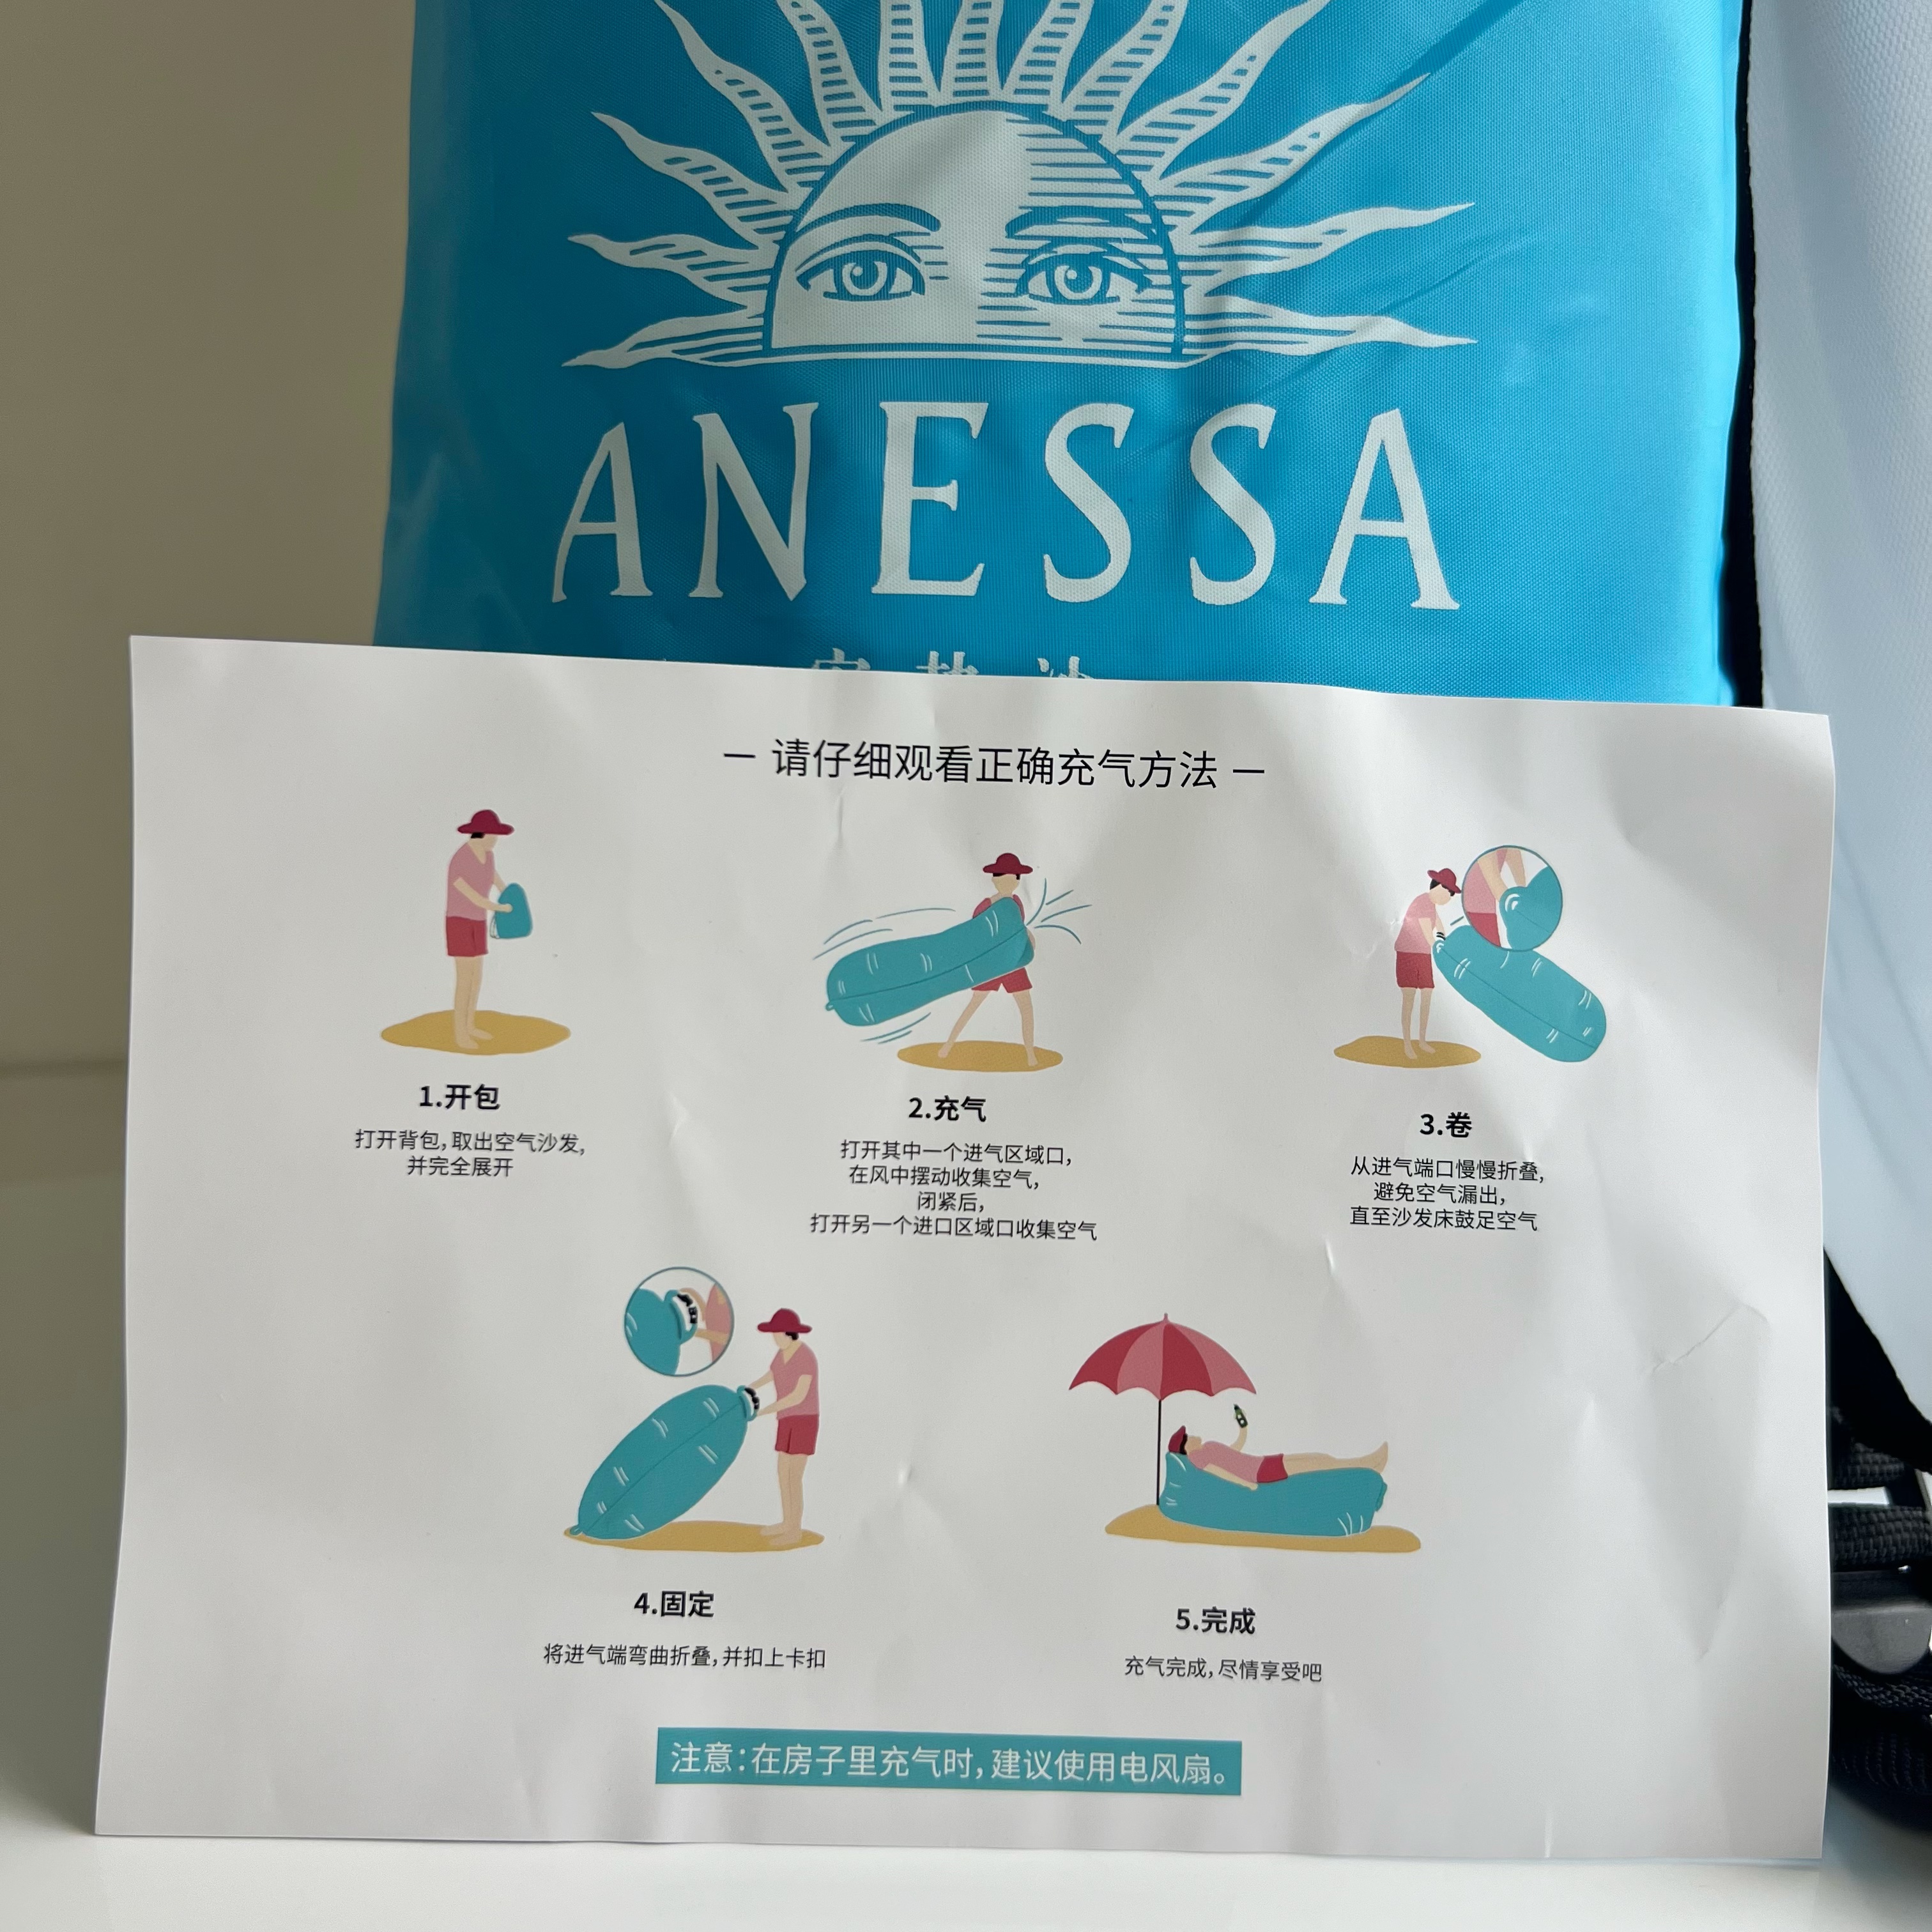 ANESSA
— 请仔细观看正确充气方法 —
1.开包
打开背包,取出空气沙发,
并完全展开
2.充气
打开其中一个进气区域口,
在风中摆动收集空气,
闭紧后,
打开另一个进口区域口收集空气
3.卷
从进气端口慢慢折叠,
避免空气漏出,
直至沙发床鼓足空气
4.固定
将进气端弯曲折叠,并扣上卡扣
5.完成
充气完成,尽情享受吧
注意:在房子里充气时,建议使用电风扇。